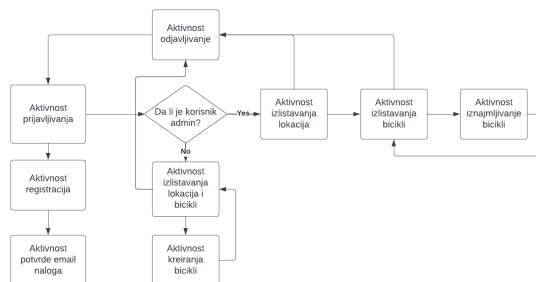 Aktivnost
odjavljivanje
Aktivnost
prijavljivanja
Da li je korisnik
admin?
Yes
Aktivnost
izlistavanja
lokacija
Aktivnost
izlistavanja
bicikli
Aktivnost
iznajmljivanje
bicikli
No
Aktivnost
registracija
Aktivnost
izlistavanja
lokacija i
bicikli
Aktivnost
potvrde email
naloga
Aktivnost
kreiranja
bicikli